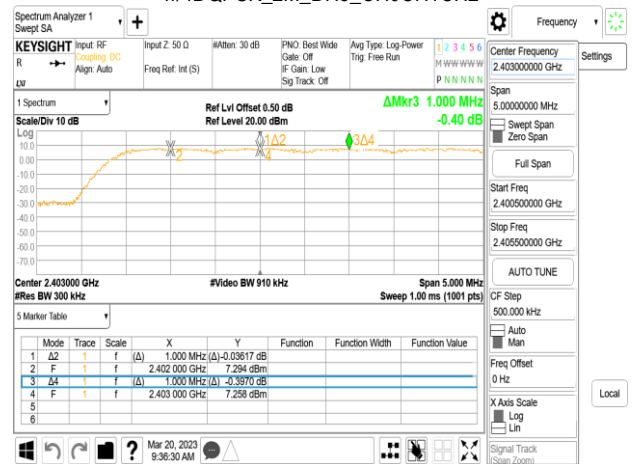 Spectrum Analyzer 1
Swept SA
Frequency
KEYSIGHT
R
LXI
Input: RF
Coupling: DC
Align: Auto
Input Z: 50 Ω
Freq Ref: Int (S)
#Atten: 30 dB
PNO: Best Wide
Gate: Off
IF Gain: Low
Sig Track: Off
Avg Type: Log-Power
Trig: Free Run
1 2 3 4 5 6
M W W W W W
P N N N N N
1 Spectrum
Scale/Div 10 dB
Ref Lvl Offset 0.50 dB
Ref Level 20.00 dBm
ΔMkr3 1.000 MHz
-0.40 dB
Log
10.0
0.00
-10.0
-20.0
-30.0
-40.0
-50.0
-60.0
-70.0
2
1Δ2
4
3Δ4
Center 2.403000 GHz
#Video BW 910 kHz
Span 5.000 MHz
#Res BW 300 kHz
Sweep 1.00 ms (1001 pts)
5 Marker Table
Mode Trace Scale X Y Function Function Width Function Value
1 Δ2 1 f (Δ) 1.000 MHz (Δ) -0.03617 dB
2 F 1 f 2.402 000 GHz 7.294 dBm
3 Δ4 1 f (Δ) 1.000 MHz (Δ) -0.3970 dB
4 F 1 f 2.403 000 GHz 7.258 dBm
5
6
Mar 20, 2023
9:36:30 AM
Center Frequency
2.403000000 GHz
Settings
Span
5.00000000 MHz
Swept Span
Zero Span
Full Span
Start Freq
2.400500000 GHz
Stop Freq
2.405500000 GHz
AUTO TUNE
CF Step
500.000 kHz
Auto
Man
Freq Offset
0 Hz
X Axis Scale
Log
Lin
Local
Signal Track
(Span Zoom)